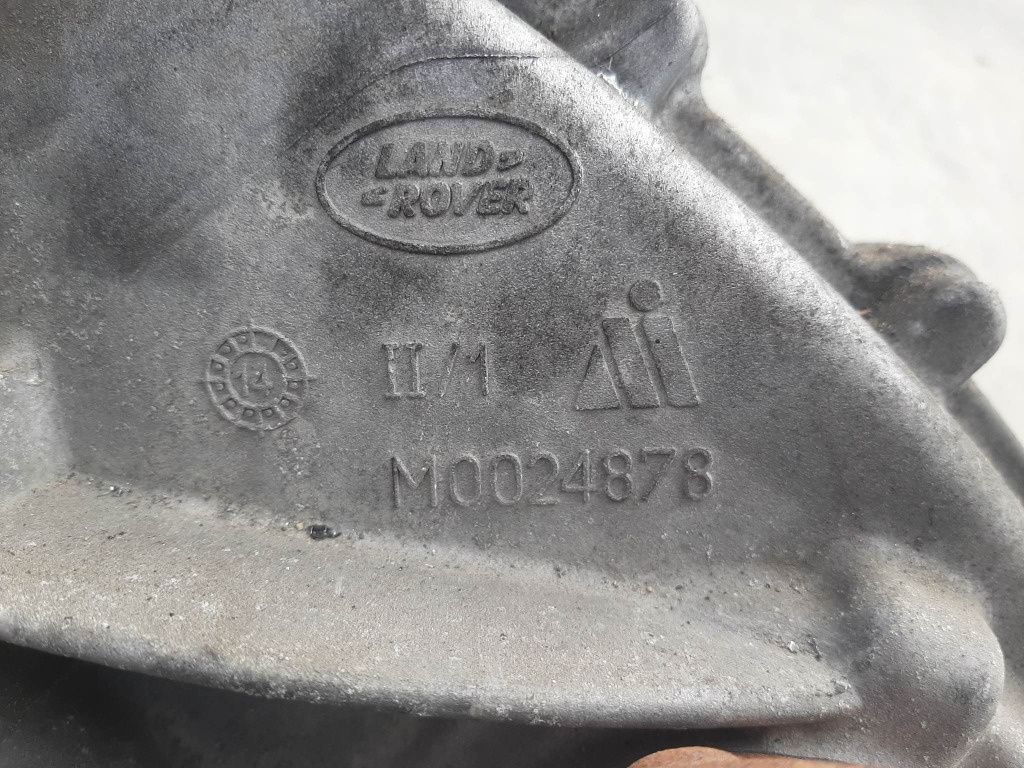 LAND
ROVER
II/1
M0024878